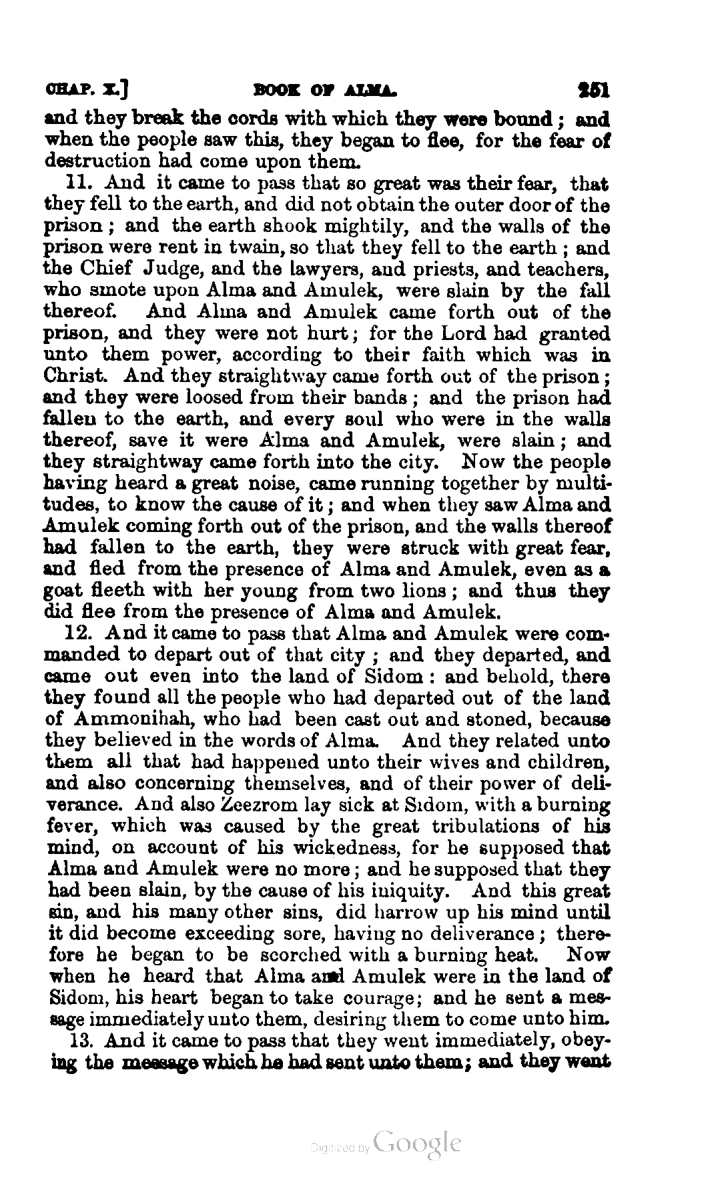 CHAP. X.] BOOK OF ALMA. 251
and they break the cords with which they were bound; and
when the people saw this, they began to flee, for the fear of
destruction had come upon them.
11. And it came to pass that so great was their fear, that
they fell to the earth, and did not obtain the outer door of the
prison; and the earth shook mightily, and the walls of the
prison were rent in twain, so that they fell to the earth; and
the Chief Judge, and the lawyers, and priests, and teachers,
who smote upon Alma and Amulek, were slain by the fall
thereof. And Alma and Amulek came forth out of the
prison, and they were not hurt; for the Lord had granted
unto them power, according to their faith which was in
Christ. And they straightway came forth out of the prison;
and they were loosed from their bands; and the prison had
fallen to the earth, and every soul who were in the walls
thereof, save it were Alma and Amulek, were slain; and
they straightway came forth into the city. Now the people
having heard a great noise, came running together by multi-
tudes, to know the cause of it; and when they saw Alma and
Amulek coming forth out of the prison, and the walls thereof
had fallen to the earth, they were struck with great fear,
and fled from the presence of Alma and Amulek, even as a
goat fleeth with her young from two lions; and thus they
did flee from the presence of Alma and Amulek.
12. And it came to pass that Alma and Amulek were com-
manded to depart out of that city; and they departed, and
came out even into the land of Sidom: and behold, there
they found all the people who had departed out of the land
of Ammonihah, who had been cast out and stoned, because
they believed in the words of Alma. And they related unto
them all that had happened unto their wives and children,
and also concerning themselves, and of their power of deli-
verance. And also Zeezrom lay sick at Sidom, with a burning
fever, which was caused by the great tribulations of his
mind, on account of his wickedness, for he supposed that
Alma and Amulek were no more; and he supposed that they
had been slain, by the cause of his iniquity. And this great
sin, and his many other sins, did harrow up his mind until
it did become exceeding sore, having no deliverance; there-
fore he began to be scorched with a burning heat. Now
when he heard that Alma and Amulek were in the land of
Sidom, his heart began to take courage; and he sent a mes-
sage immediately unto them, desiring them to come unto him.
13. And it came to pass that they went immediately, obey-
ing the message which he had sent unto them; and they went
Digitized by Google